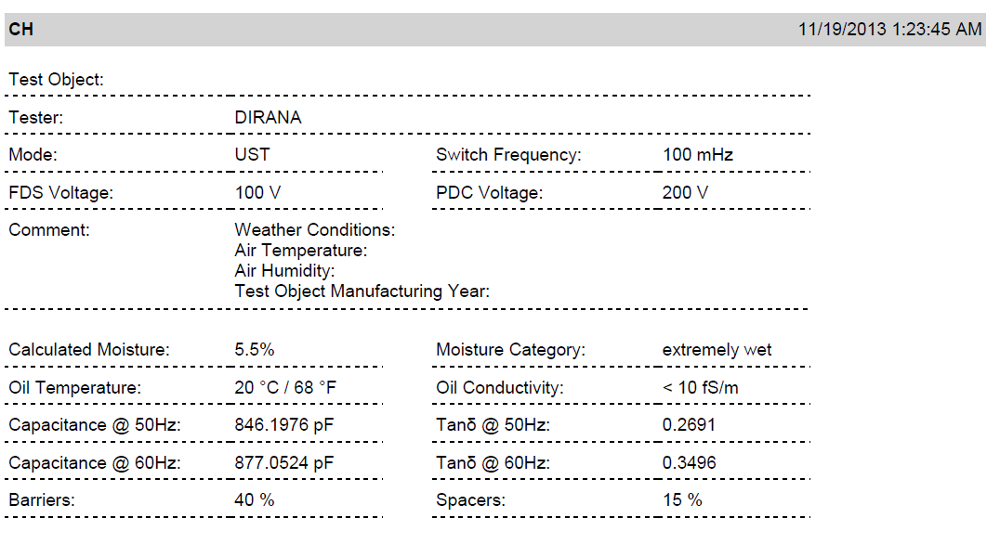 CH 11/19/2013 1:23:45 AM
Test Object:
Tester: DIRANA
Mode: UST Switch Frequency: 100 mHz
FDS Voltage: 100 V PDC Voltage: 200 V
Comment: Weather Conditions:
Air Temperature:
Air Humidity:
Test Object Manufacturing Year:
Calculated Moisture: 5.5% Moisture Category: extremely wet
Oil Temperature: 20 °C / 68 °F Oil Conductivity: < 10 fS/m
Capacitance @ 50Hz: 846.1976 pF Tanδ @ 50Hz: 0.2691
Capacitance @ 60Hz: 877.0524 pF Tanδ @ 60Hz: 0.3496
Barriers: 40 % Spacers: 15 %